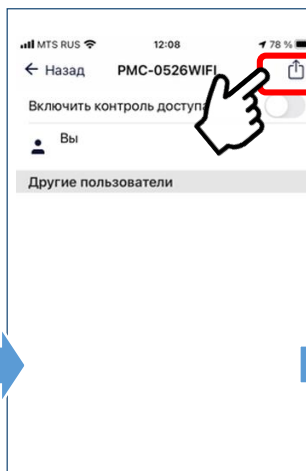 MTS RUS 12:08 78 %
Назад PMC-0526WIFI
Включить контроль доступа
Вы
Другие пользователи